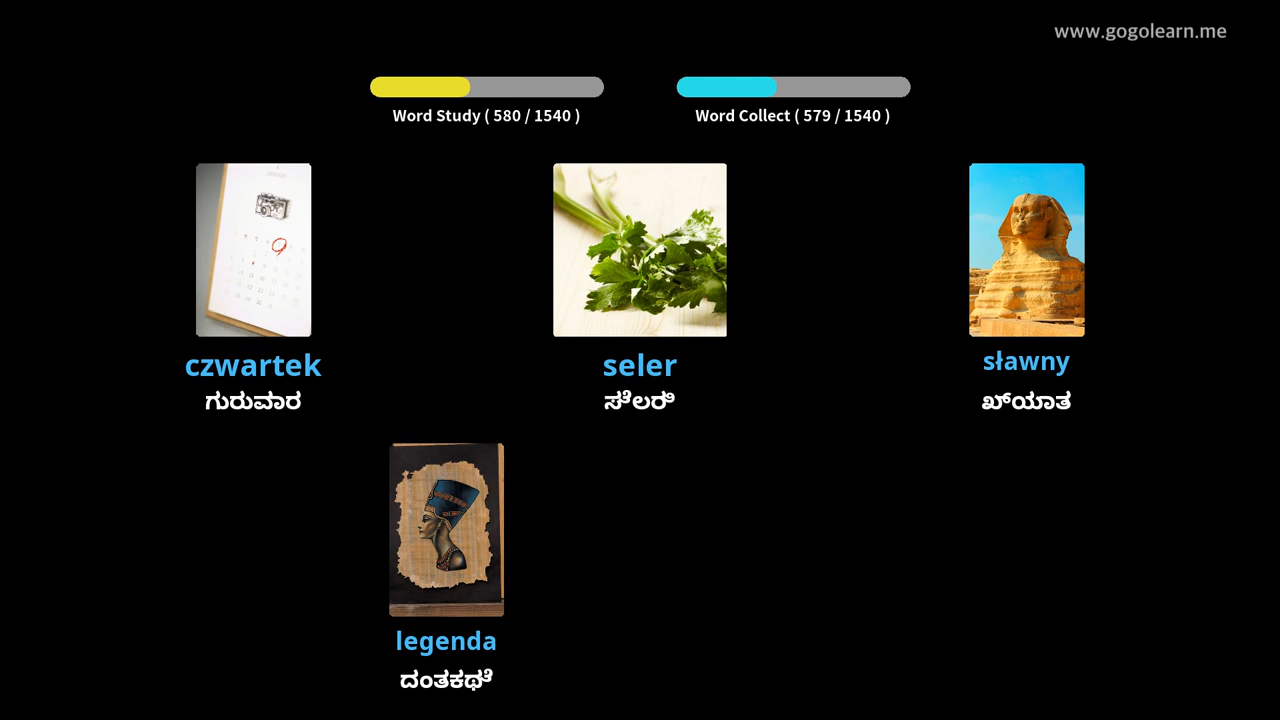 www.gogolearn.me
Word Study ( 580 / 1540 )
Word Collect ( 579 / 1540 )
czwartek
ಗುರುವಾರ
seler
ಸೆಲರಿ
sławny
ಖ್ಯಾತ
legenda
ದಂತಕಥೆ